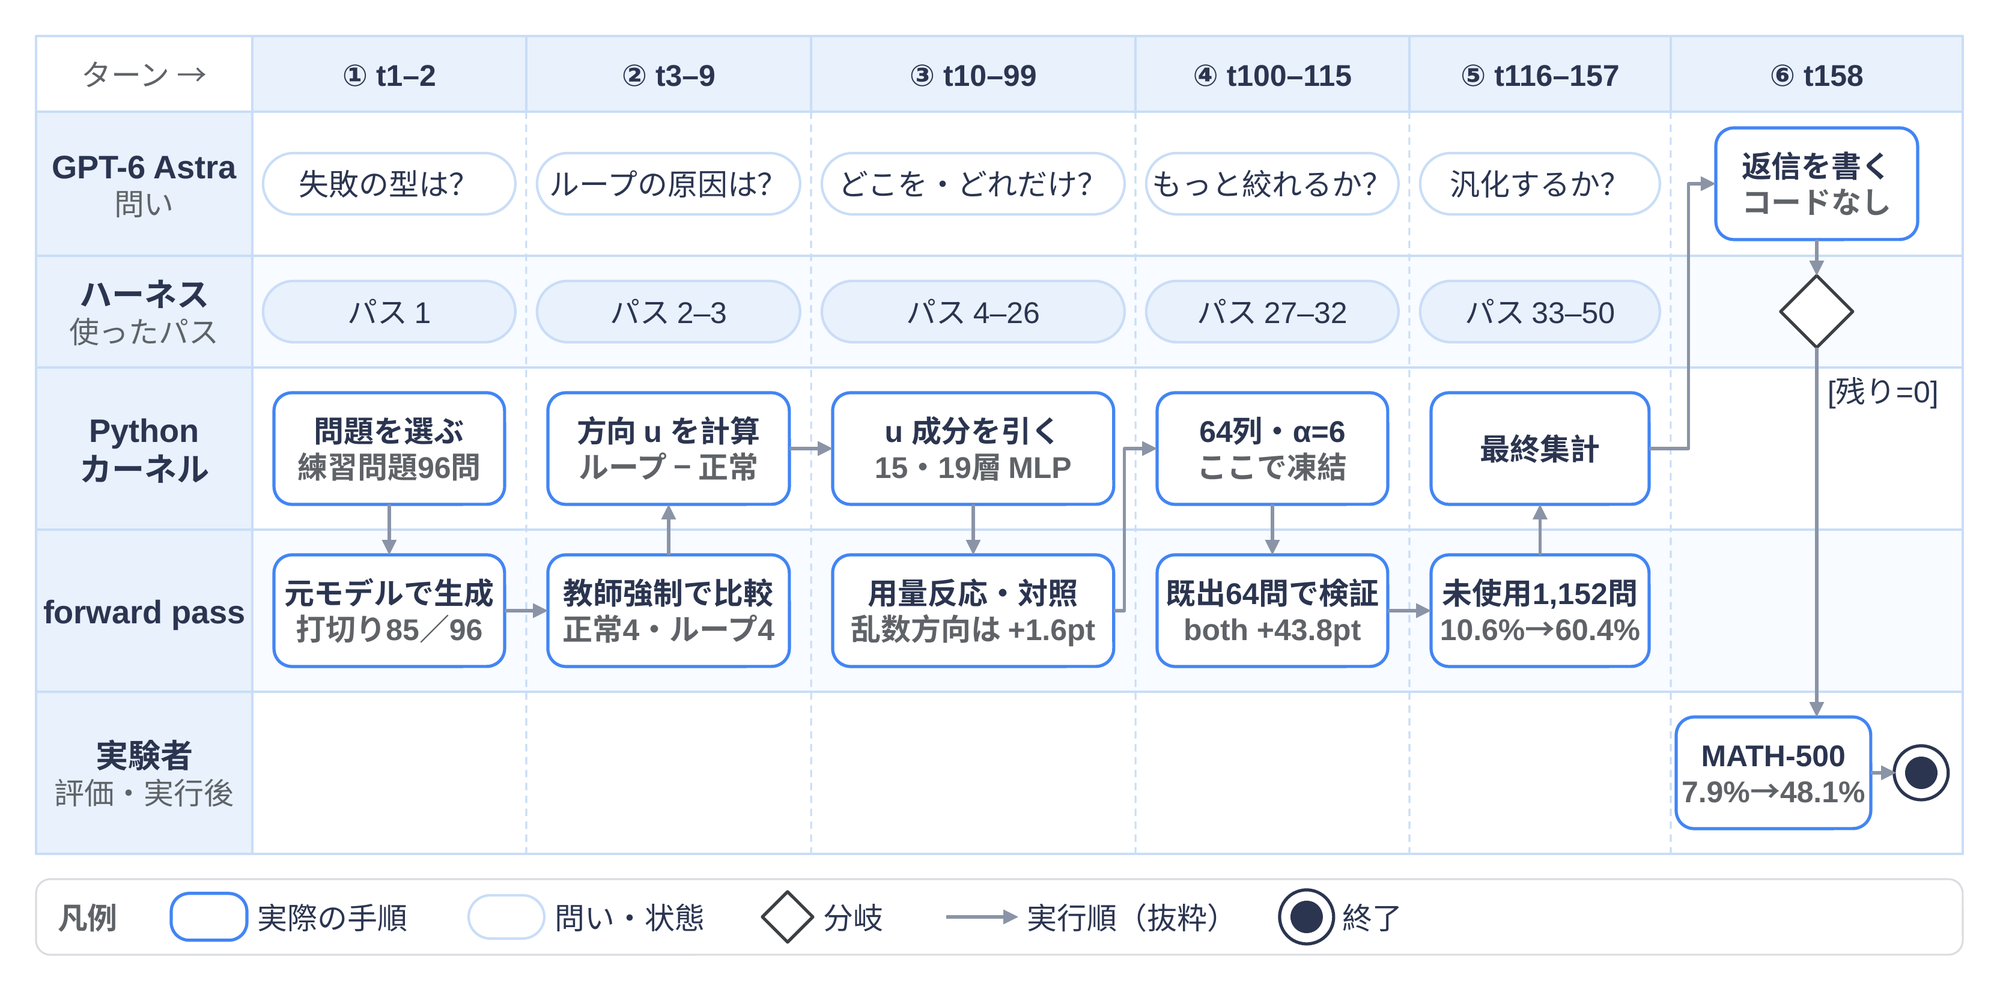 ターン →
① t1–2
② t3–9
③ t10–99
④ t100–115
⑤ t116–157
⑥ t158
GPT-6 Astra
問い
失敗の型は？
ループの原因は？
どこを・どれだけ？
もっと絞れるか？
汎化するか？
返信を書く
コードなし
ハーネス
使ったパス
パス 1
パス 2–3
パス 4–26
パス 27–32
パス 33–50
[残り=0]
Python
カーネル
問題を選ぶ
練習問題96問
方向 u を計算
ループ − 正常
u 成分を引く
15・19層 MLP
64列・α=6
ここで凍結
最終集計
forward pass
元モデルで生成
打切り85／96
教師強制で比較
正常4・ループ4
用量反応・対照
乱数方向は +1.6pt
既出64問で検証
both +43.8pt
未使用1,152問
10.6%→60.4%
実験者
評価・実行後
MATH-500
7.9%→48.1%
凡例
実際の手順
問い・状態
分岐
実行順（抜粋）
終了